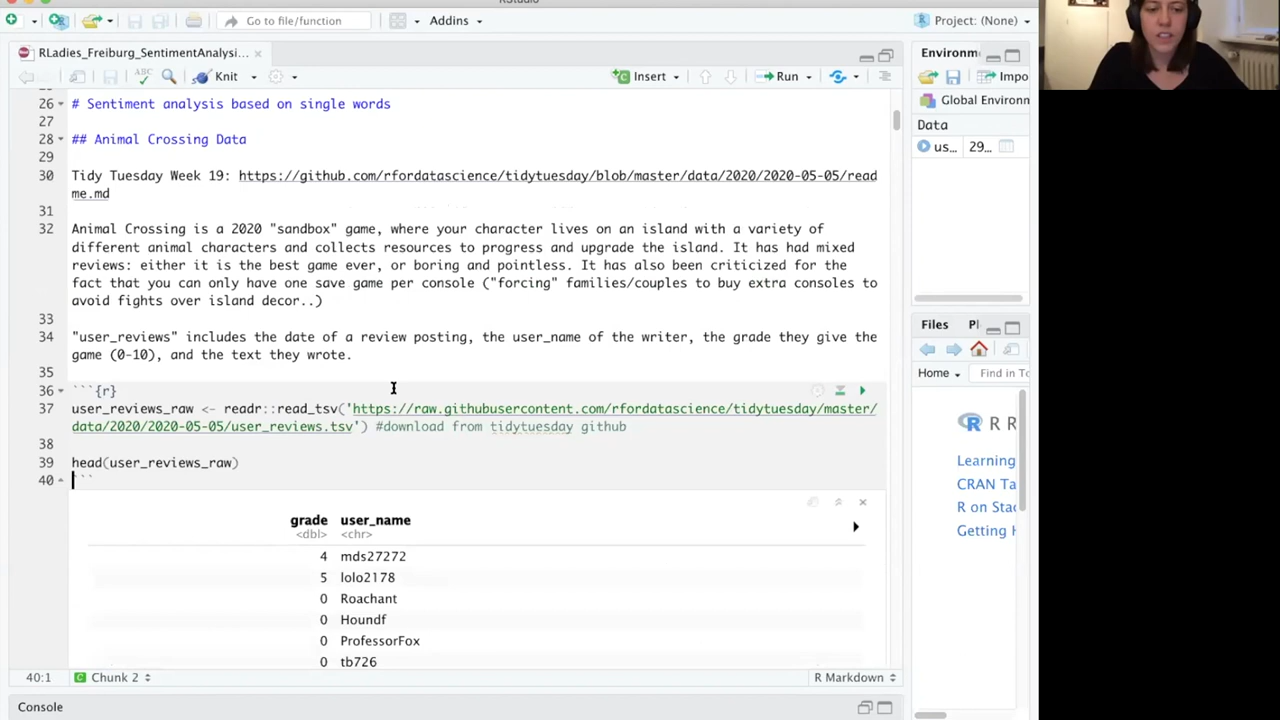 RStudio
Go to file/function
Addins
Project: (None)
RLadies_Freiburg_SentimentAnalysi...
ABC
Knit
Insert
Run
26 # Sentiment analysis based on single words
27
28 ## Animal Crossing Data
29
30 Tidy Tuesday Week 19: https://github.com/rfordatascience/tidytuesday/blob/master/data/2020/2020-05-05/read
me.md
31
32 Animal Crossing is a 2020 "sandbox" game, where your character lives on an island with a variety of
different animal characters and collects resources to progress and upgrade the island. It has had mixed
reviews: either it is the best game ever, or boring and pointless. It has also been criticized for the
fact that you can only have one save game per console ("forcing" families/couples to buy extra consoles to
avoid fights over island decor..)
33
34 "user_reviews" includes the date of a review posting, the user_name of the writer, the grade they give the
game (0-10), and the text they wrote.
35
36 ```{r}
37 user_reviews_raw <- readr::read_tsv('https://raw.githubusercontent.com/rfordatascience/tidytuesday/master/
data/2020/2020-05-05/user_reviews.tsv') #download from tidytuesday github
38
39 head(user_reviews_raw)
40 ```
grade user_name
<dbl> <chr>
4 mds27272
5 lolo2178
0 Roachant
0 Houndf
0 ProfessorFox
0 tb726
40:1 Chunk 2 R Markdown
Console
Environm
Impo
Global Environm
Data
us... 29...
Files Pl
Home Find in To
R R
Learning
CRAN Ta
R on Stac
Getting H